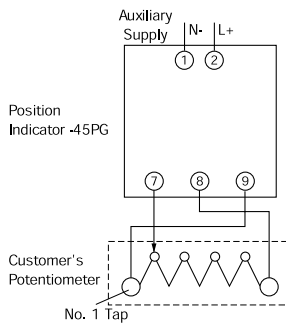 Auxiliary
Supply
N-
L+
1
2
Position
Indicator -45PG
7
8
9
Customer's
Potentiometer
No. 1 Tap